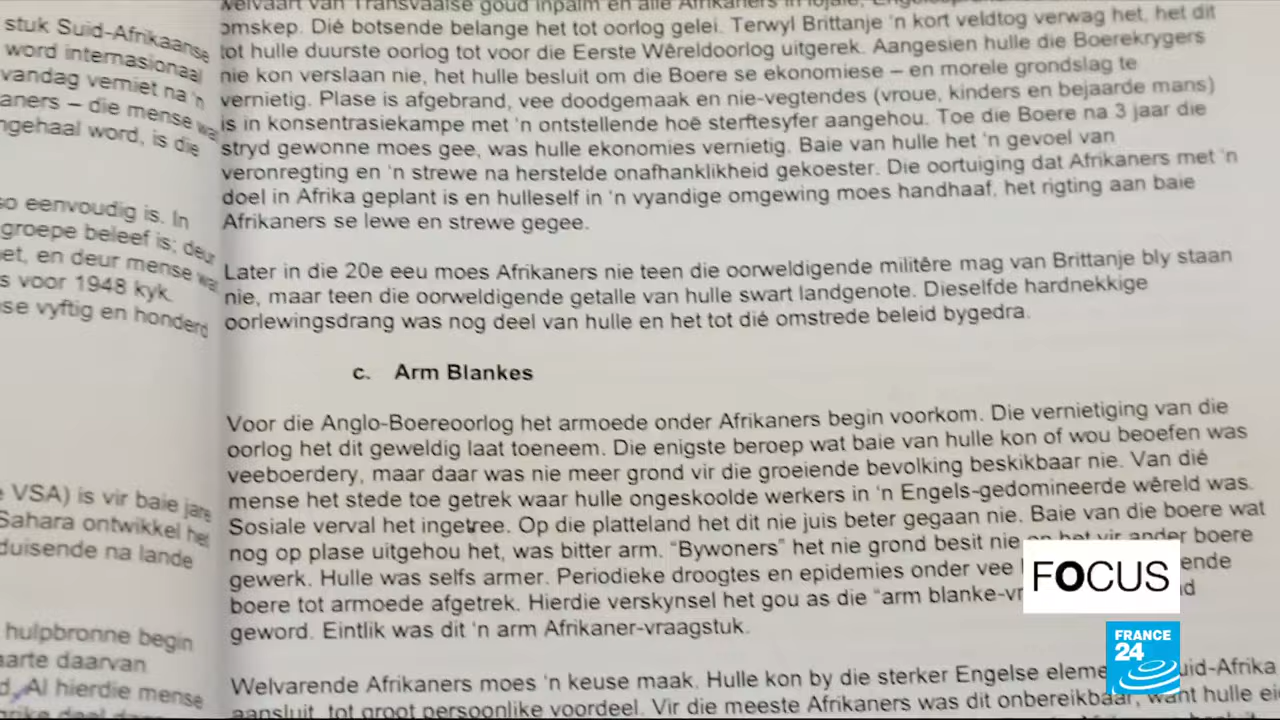 stuk Suid-Afrikaanse
word internasionaal
vandag verniet na 'n
aners – die mense wat
ngehaal word, is die
so eenvoudig is. In
groepe beleef is; deur
et, en deur mense wat
s voor 1948 kyk.
se vyftig en honderd
VSA) is vir baie jare
Sahara ontwikkel het
duisende na lande
hulpbronne begin
aarte daarvan
Al hierdie mense
welvaart van Transvaalse goud inpalm en alle Afrikaners in lojale,
omskep. Dié botsende belange het tot oorlog gelei. Terwyl Brittanje 'n kort veldtog verwag het, het dit
tot hulle duurste oorlog tot voor die Eerste Wêreldoorlog uitgerek. Aangesien hulle die Boerekrygers
nie kon verslaan nie, het hulle besluit om die Boere se ekonomiese – en morele grondslag te
vernietig. Plase is afgebrand, vee doodgemaak en nie-vegtendes (vroue, kinders en bejaarde mans)
is in konsentrasiekampe met 'n ontstellende hoë sterftesyfer aangehou. Toe die Boere na 3 jaar die
stryd gewonne moes gee, was hulle ekonomies vernietig. Baie van hulle het 'n gevoel van
veronregting en 'n strewe na herstelde onafhanklikheid gekoester. Die oortuiging dat Afrikaners met 'n
doel in Afrika geplant is en hulleself in 'n vyandige omgewing moes handhaaf, het rigting aan baie
Afrikaners se lewe en strewe gegee.
Later in die 20e eeu moes Afrikaners nie teen die oorweldigende militêre mag van Brittanje bly staan
nie, maar teen die oorweldigende getalle van hulle swart landgenote. Dieselfde hardnekkige
oorlewingsdrang was nog deel van hulle en het tot dié omstrede beleid bygedra.
c. Arm Blankes
Voor die Anglo-Boereoorlog het armoede onder Afrikaners begin voorkom. Die vernietiging van die
oorlog het dit geweldig laat toeneem. Die enigste beroep wat baie van hulle kon of wou beoefen was
veeboerdery, maar daar was nie meer grond vir die groeiende bevolking beskikbaar nie. Van dié
mense het stede toe getrek waar hulle ongeskoolde werkers in 'n Engels-gedomineerde wêreld was.
Sosiale verval het ingetree. Op die platteland het dit nie juis beter gegaan nie. Baie van die boere wat
nog op plase uitgehou het, was bitter arm. "Bywoners" het nie grond besit nie en het vir ander boere
gewerk. Hulle was selfs armer. Periodieke droogtes en epidemies onder vee ende
boere tot armoede afgetrek. Hierdie verskynsel het gou as die "arm blanke-vr d
geword. Eintlik was dit 'n arm Afrikaner-vraagstuk.
Welvarende Afrikaners moes 'n keuse maak. Hulle kon by die sterker Engelse eleme uid-Afrika
aansluit, tot groot persoonlike voordeel. Vir die meeste Afrikaners was dit onbereikbaar, want hulle
FOCUS
FRANCE
24